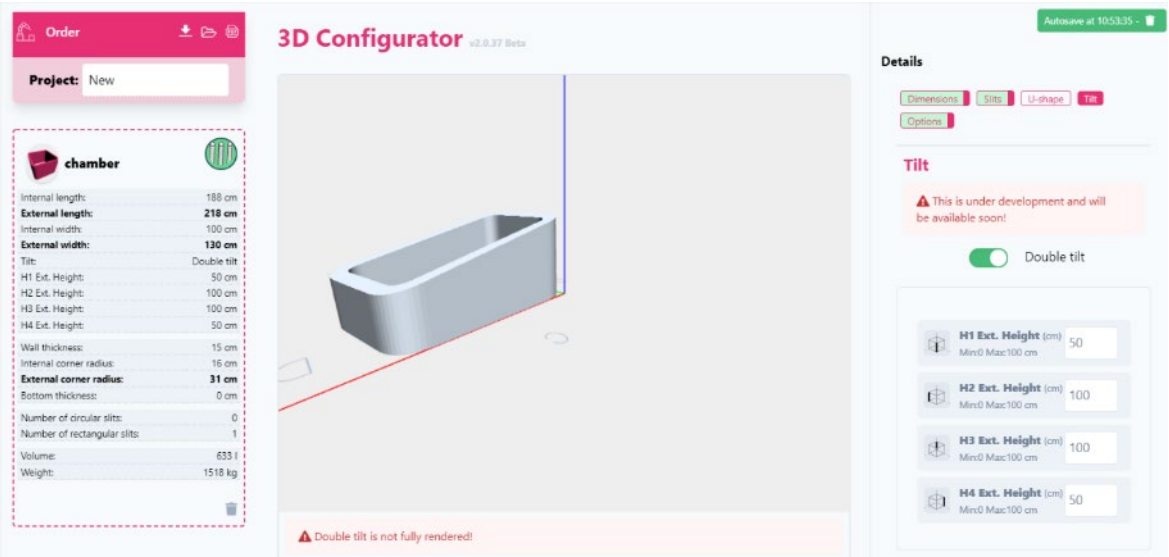 Order
Project: New
chamber
Internal length: 188 cm
External length: 218 cm
Internal width: 100 cm
External width: 130 cm
Tilt: Double tilt
H1 Ext. Height: 50 cm
H2 Ext. Height: 100 cm
H3 Ext. Height: 100 cm
H4 Ext. Height: 50 cm
Wall thickness: 15 cm
Internal corner radius: 16 cm
External corner radius: 31 cm
Bottom thickness: 0 cm
Number of circular slits: 0
Number of rectangular slits: 1
Volume: 633 l
Weight: 1518 kg
3D Configurator v2.0.37 Beta
D
C
Double tilt is not fully rendered!
Autosave at 10:53:35 -
Details
Dimensions Slits U-shape Tilt
Options
Tilt
This is under development and will
be available soon!
Double tilt
H1 Ext. Height (cm) 50
Min:0 Max:100 cm
H2 Ext. Height (cm) 100
Min:0 Max:100 cm
H3 Ext. Height (cm) 100
Min:0 Max:100 cm
H4 Ext. Height (cm) 50
Min:0 Max:100 cm